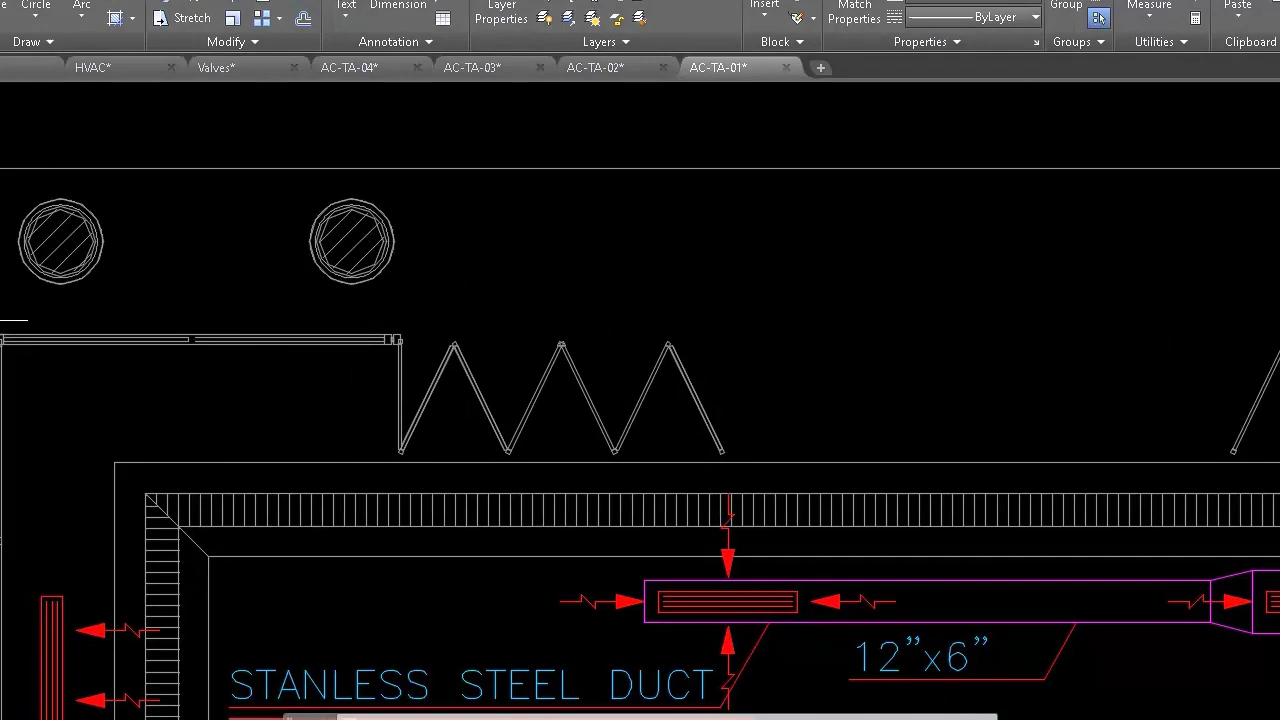 Circle Arc Text Dimension Layer Insert Match Group Measure Paste
Stretch Properties Properties ByLayer
Draw Modify Annotation Layers Block Properties Groups Utilities Clipboard
HVAC* Valves* AC-TA-04* AC-TA-03* AC-TA-02* AC-TA-01*
12”x6”
STANLESS STEEL DUCT